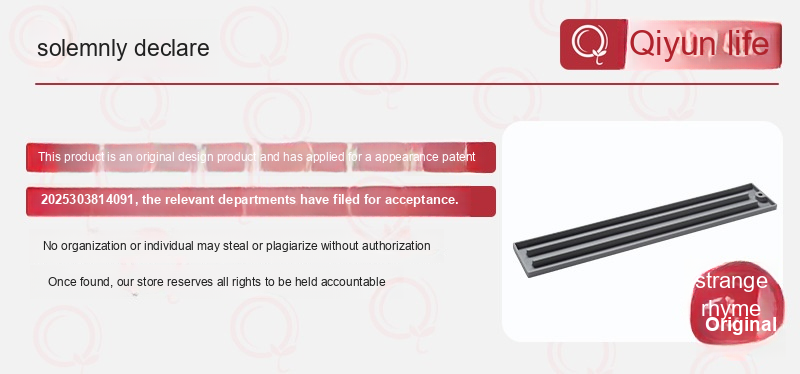 solemnly declare
Qiyun life
This product is an original design product and has applied for a appearance patent
2025303814091, the relevant departments have filed for acceptance.
No organization or individual may steal or plagiarize without authorization
Once found, our store reserves all rights to be held accountable
strange
rhyme
Original